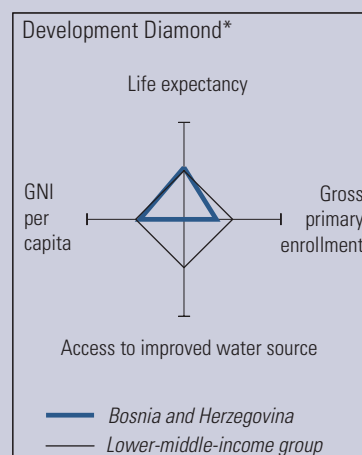 Development Diamond*
Life expectancy
GNI
per
capita
Gross
primary
enrollment
Access to improved water source
Bosnia and Herzegovina
Lower-middle-income group